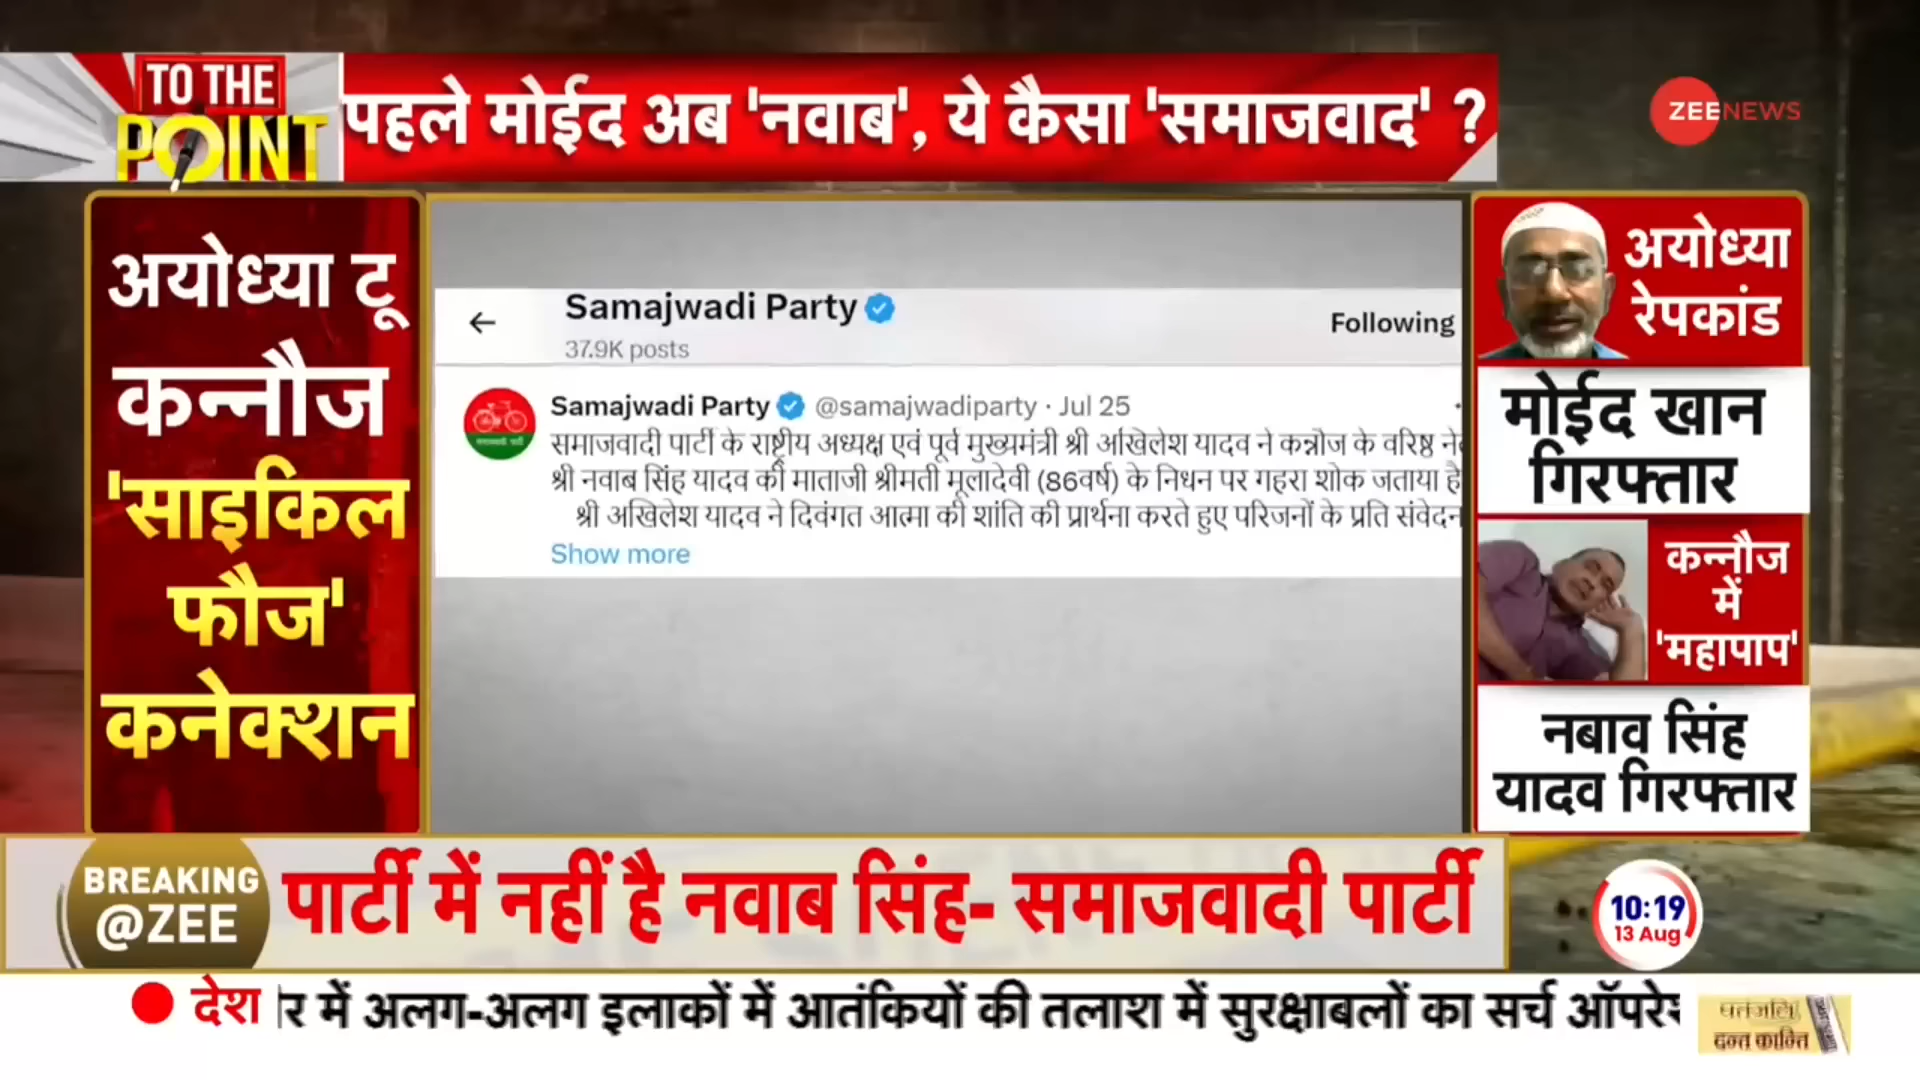 TO THE
POINT
पहले मोईद अब 'नवाब', ये कैसा 'समाजवाद' ?
ZEENEWS
अयोध्या टू
कन्नौज
'साइकिल
फौज'
कनेक्शन
Samajwadi Party
37.9K posts
Following
Samajwadi Party @samajwadiparty · Jul 25
समाजवादी पार्टी के राष्ट्रीय अध्यक्ष एवं पूर्व मुख्यमंत्री श्री अखिलेश यादव ने कन्नौज के वरिष्ठ
श्री नवाब सिंह यादव की माताजी श्रीमती मूलादेवी (86वर्ष) के निधन पर गहरा शोक जताया है
श्री अखिलेश यादव ने दिवंगत आत्मा की शांति की प्रार्थना करते हुए परिजनों के प्रति
Show more
अयोध्या
रेपकांड
मोईद खान
गिरफ्तार
कन्नौज
में
'महापाप'
नबाव सिंह
यादव गिरफ्तार
BREAKING
@ZEE
पार्टी में नहीं है नवाब सिंह- समाजवादी पार्टी
10:19
13 Aug
देश
में अलग-अलग इलाकों में आतंकियों की तलाश में सुरक्षाबलों का सर्च
पतंजलि
दन्त कान्ति